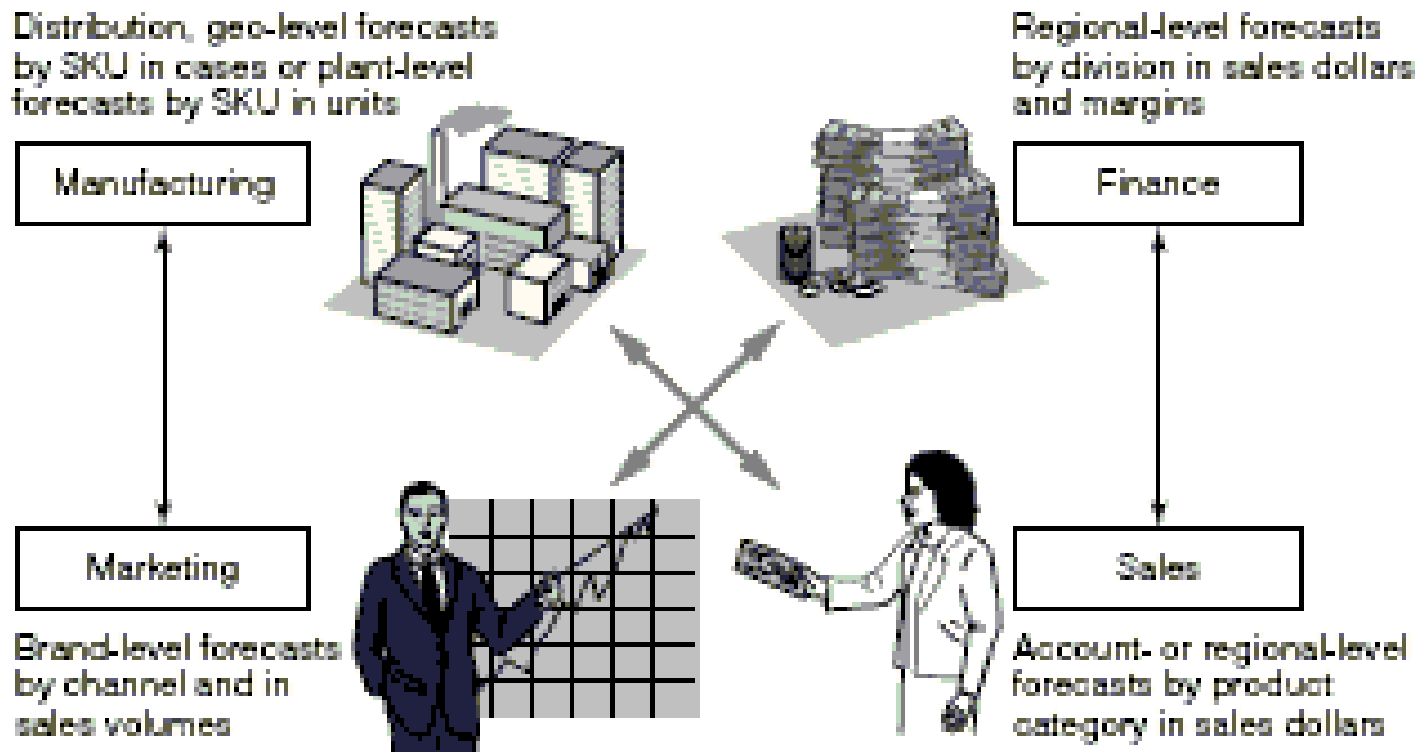 Distribution, geo-level forecasts
by SKU in cases or plant-level
forecasts by SKU in units
Manufacturing
Regional-level forecasts
by division in sales dollars
and margins
Finance
Marketing
Brand-level forecasts
by channel and in
sales volumes
Sales
Account- or regional-level
forecasts by product
category in sales dollars